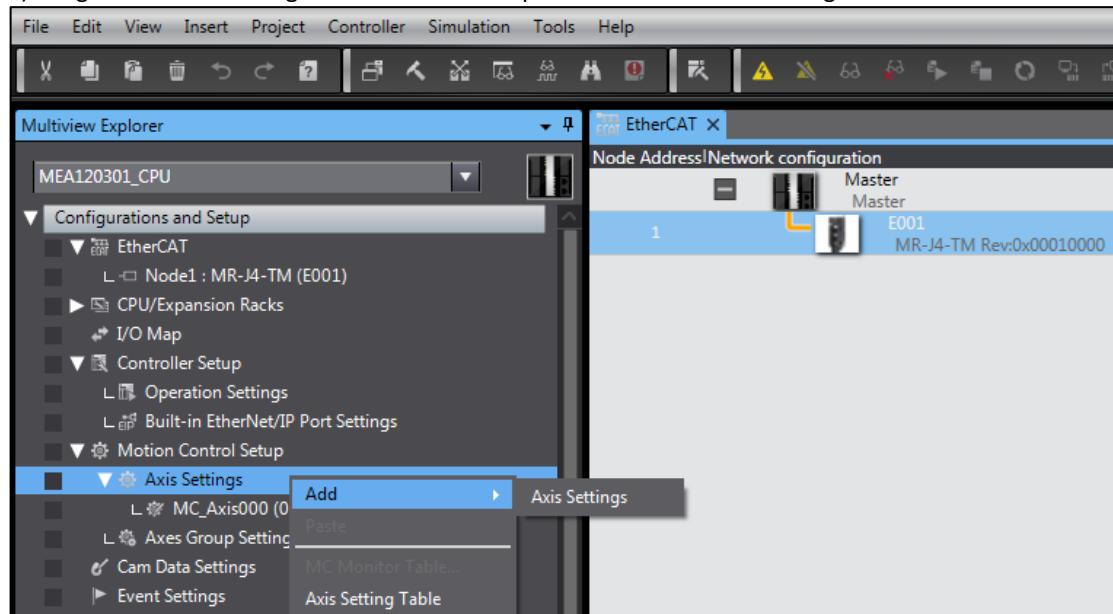 File Edit View Insert Project Controller Simulation Tools Help
Multiview Explorer
EtherCAT
MEA120301_CPU
Node Address Network configuration
Master
Master
1
E001
MR-J4-TM Rev:0x00010000
Configurations and Setup
EtherCAT
Node1 : MR-J4-TM (E001)
CPU/Expansion Racks
I/O Map
Controller Setup
Operation Settings
Built-in EtherNet/IP Port Settings
Motion Control Setup
Axis Settings
MC_Axis000 (0
Axes Group Setting
Cam Data Settings
Event Settings
Add
Axis Settings
Paste
MC Monitor Table...
Axis Setting Table